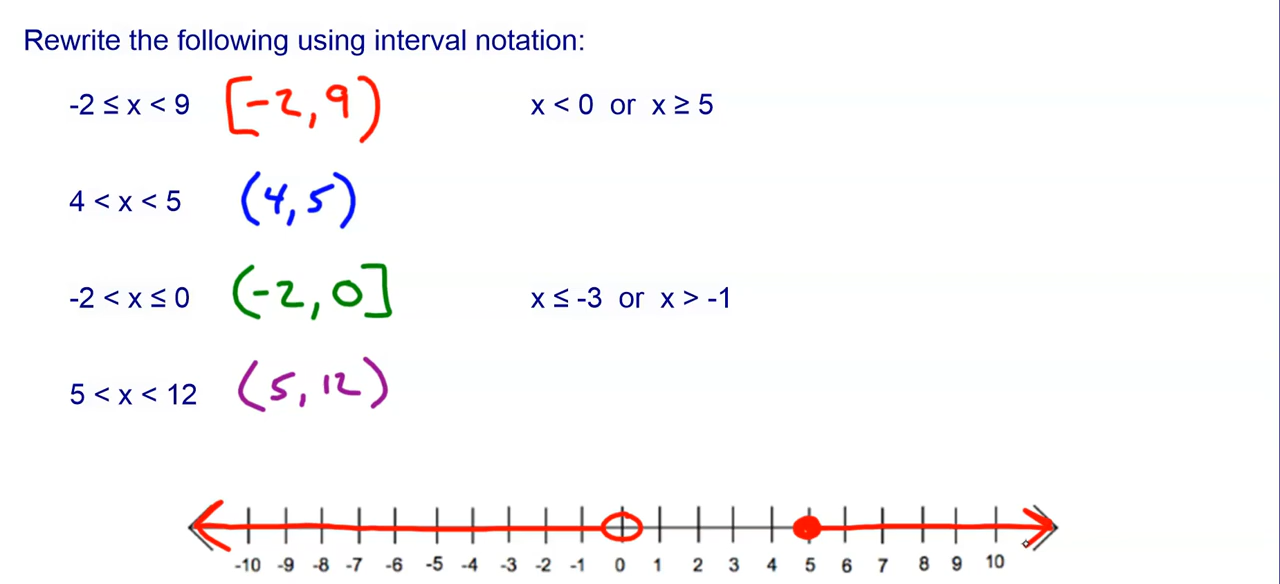 Rewrite the following using interval notation:
-2 ≤ x < 9 [-2, 9)
x < 0 or x ≥ 5
4 < x < 5 (4, 5)
-2 < x ≤ 0 (-2, 0]
x ≤ -3 or x > -1
5 < x < 12 (5, 12)
-10 -9 -8 -7 -6 -5 -4 -3 -2 -1 0 1 2 3 4 5 6 7 8 9 10